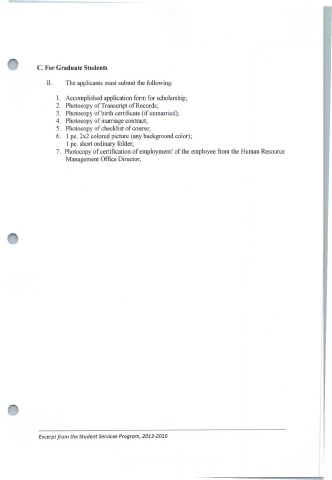 C. For Graduate Students
II. The applicants must submit the following:
1. Accomplished application form for scholarship;
2. Photocopy of Transcript of Records;
3. Photocopy of birth certificate (if unmarried);
4. Photocopy of marriage contract;
5. Photocopy of checklist of course;
6. 1 pc. 2x2 colored picture (any background color);
1 pc. short ordinary folder;
7. Photocopy of certification of employment/ of the employee from the Human Resource
Management Office Director;
Excerpt from the Student Services Program, 2012-2016